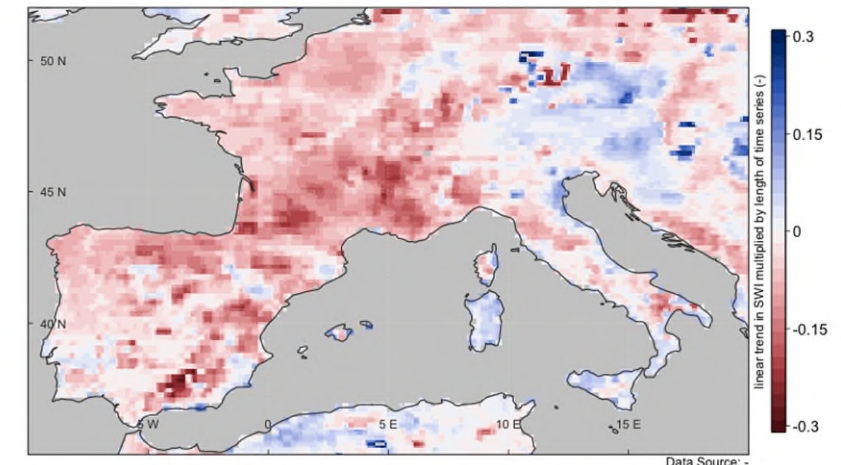 50 N
45 N
40 N
5 W
0
5 E
10 E
15 E
0.3
0.15
0
-0.15
-0.3
linear trend in SWI multiplied by length of time series (-)
Data Source: -